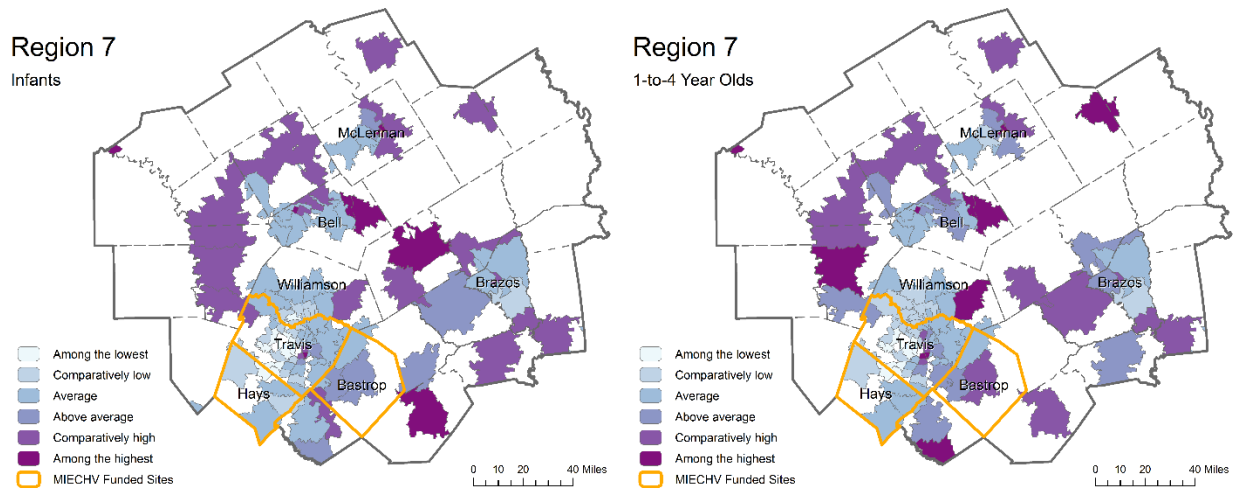 Region 7
Infants
McLennan
Bell
Williamson
Brazos
Travis
Bastrop
Hays
Among the lowest
Comparatively low
Average
Above average
Comparatively high
Among the highest
MIECHV Funded Sites
0 10 20 40 Miles
Region 7
1-to-4 Year Olds
McLennan
Bell
Williamson
Brazos
Travis
Bastrop
Hays
Among the lowest
Comparatively low
Average
Above average
Comparatively high
Among the highest
MIECHV Funded Sites
0 10 20 40 Miles